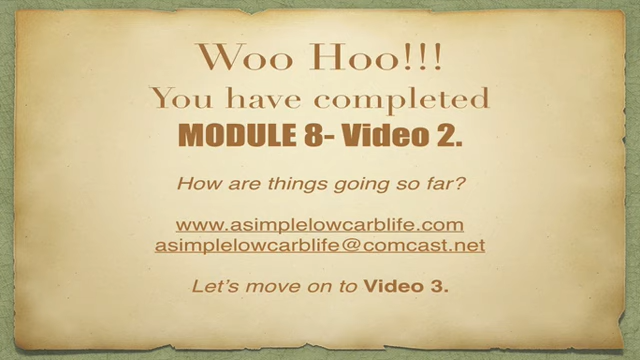 Woo Hoo!!!
You have completed
MODULE 8- Video 2.
How are things going so far?
www.asimplelowcarblife.com
asimplelowcarblife@comcast.net
Let's move on to Video 3.